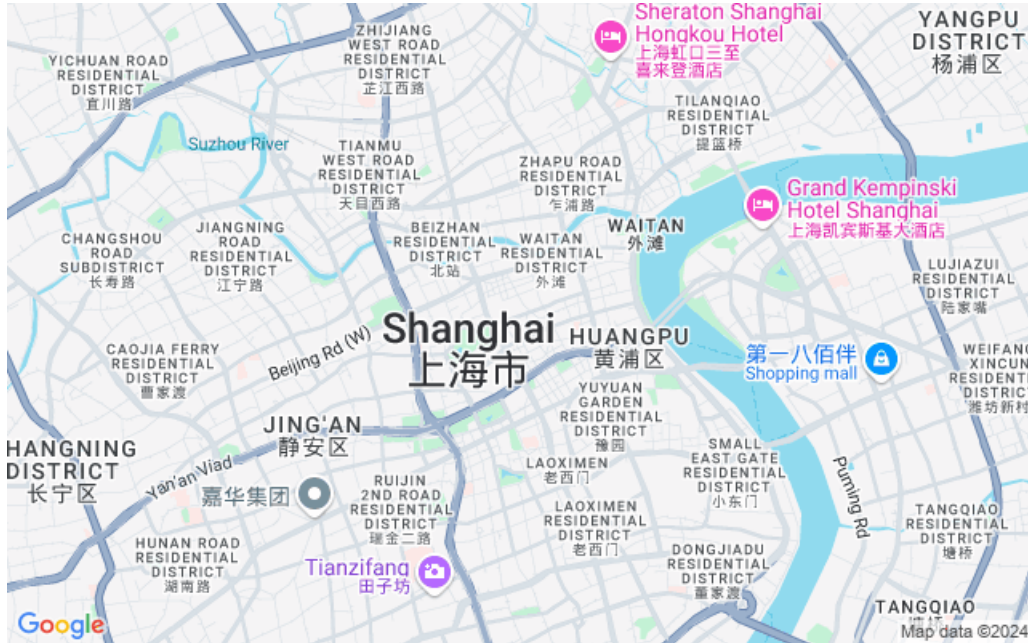 Sheraton Shanghai
Hongkou Hotel
上海虹口三至
喜来登酒店
YANGPU
DISTRICT
杨浦区
ZHIJIANG
WEST ROAD
RESIDENTIAL
DISTRICT
芷江西路
YICHUAN ROAD
RESIDENTIAL
DISTRICT
宜川路
TILANQIAO
RESIDENTIAL
DISTRICT
提篮桥
Suzhou River
TIANMU
WEST ROAD
RESIDENTIAL
DISTRICT
天目西路
ZHAPU ROAD
RESIDENTIAL
DISTRICT
乍浦路
Grand Kempinski
Hotel Shanghai
上海凯宾斯基大酒店
CHANGSHOU
ROAD
SUBDISTRICT
长寿路
JIANGNING
ROAD
RESIDENTIAL
DISTRICT
江宁路
BEIZHAN
RESIDENTIAL
DISTRICT
北站
WAITAN
RESIDENTIAL
DISTRICT
外滩
WAITAN
外滩
LUJIAZUI
RESIDENTIAL
DISTRICT
陆家嘴
Shanghai
上海市
HUANGPU
黄浦区
Beijing Rd (W)
CAOJIA FERRY
RESIDENTIAL
DISTRICT
曹家渡
第一八佰伴
Shopping mall
WEIFANG
XINCUN
RESIDENTI
DISTRICT
潍坊新村
YUYUAN
GARDEN
RESIDENTIAL
DISTRICT
豫园
JING'AN
静安区
HANGNING
DISTRICT
长宁区
Yan'an Viad
SMALL
EAST GATE
RESIDENTIAL
DISTRICT
小东门
Puming Rd
LAOXIMEN
老西门
嘉华集团
RUIJIN
2ND ROAD
RESIDENTIAL
DISTRICT
瑞金二路
LAOXIMEN
RESIDENTIAL
DISTRICT
老西门
TANGQIAO
RESIDENTIAL
DISTRICT
塘桥
HUNAN ROAD
RESIDENTIAL
DISTRICT
湖南路
Tianzifang
田子坊
DONGJIADU
RESIDENTIAL
DISTRICT
董家渡
TANGQIAO
Google
Map data ©2024